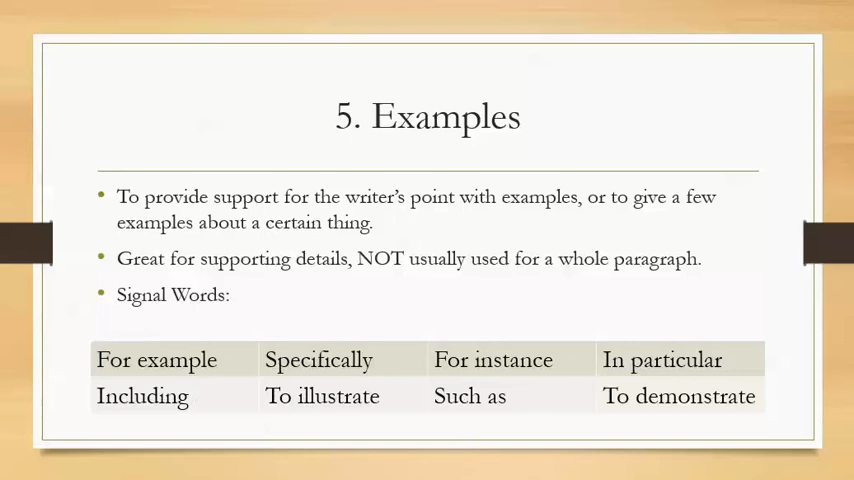 5. Examples
• To provide support for the writer’s point with examples, or to give a few
examples about a certain thing.
• Great for supporting details, NOT usually used for a whole paragraph.
• Signal Words:
For example Specifically For instance In particular
Including To illustrate Such as To demonstrate